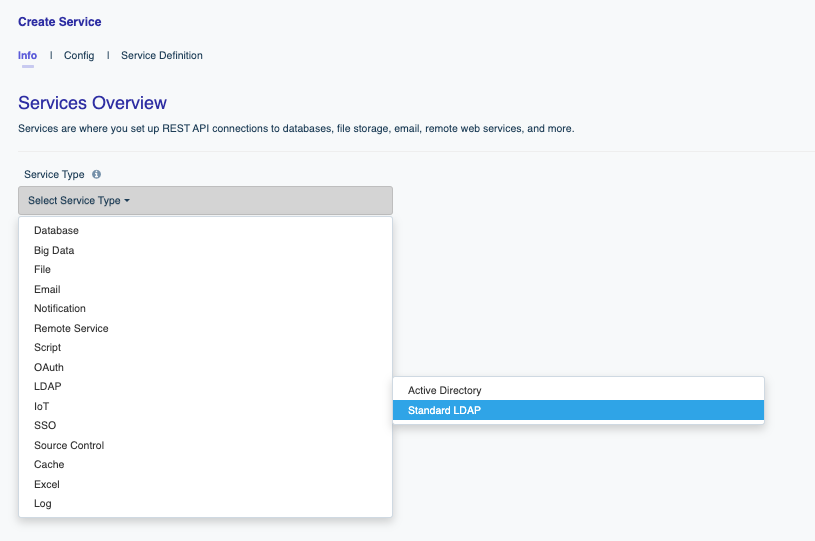 Create Service
Info | Config | Service Definition
Services Overview
Services are where you set up REST API connections to databases, file storage, email, remote web services, and more.
Service Type
Select Service Type
Database
Big Data
File
Email
Notification
Remote Service
Script
OAuth
LDAP
Active Directory
Standard LDAP
IoT
SSO
Source Control
Cache
Excel
Log